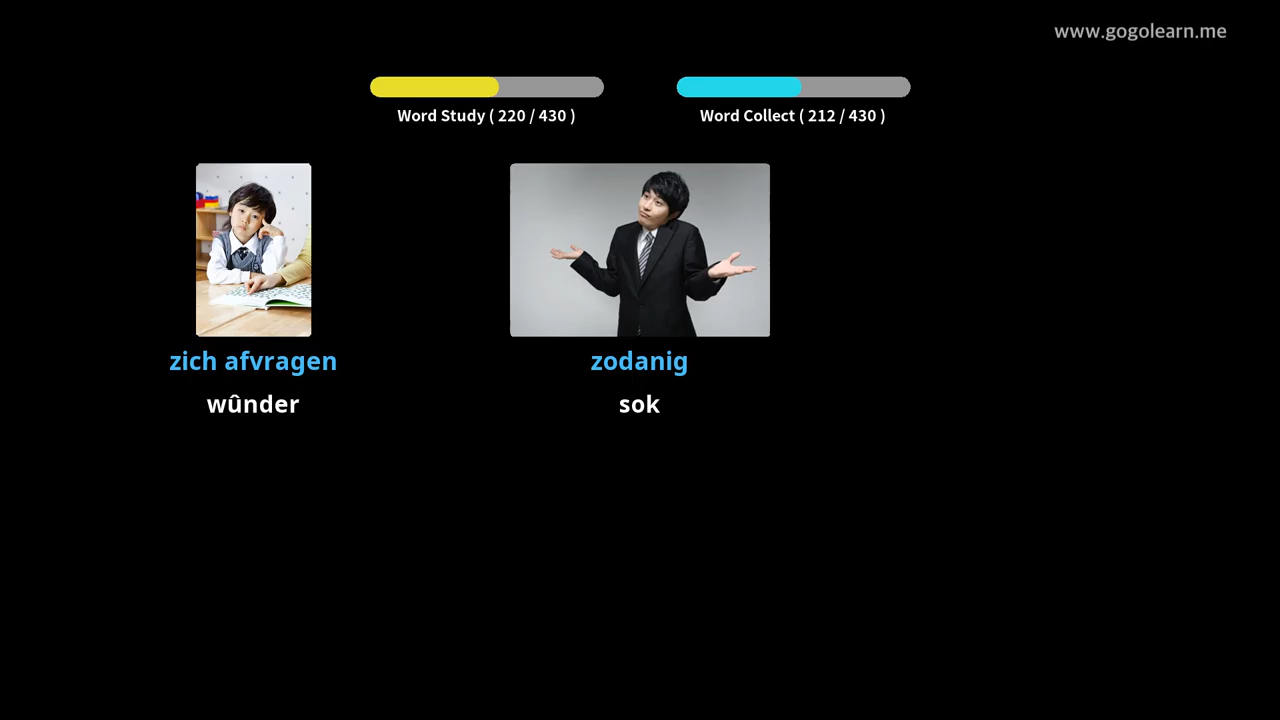 www.gogolearn.me
Word Study ( 220 / 430 )
Word Collect ( 212 / 430 )
zich afvragen
wûnder
zodanig
sok